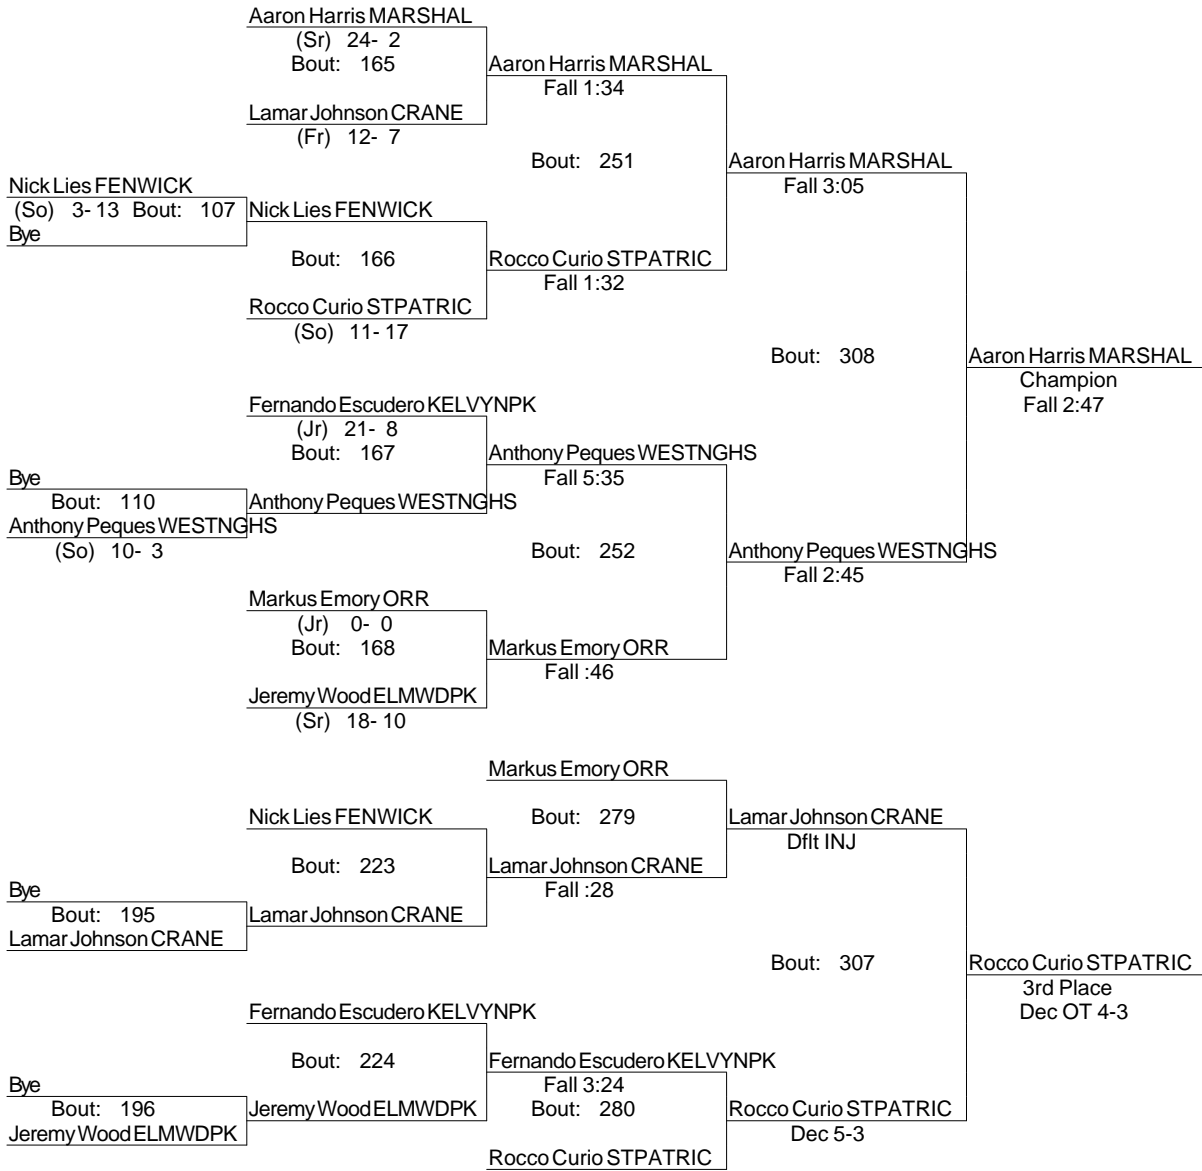 Aaron Harris MARSHAL
(Sr) 24- 2
Bout: 165
Aaron Harris MARSHAL
Fall 1:34
Lamar Johnson CRANE
(Fr) 12- 7
Bout: 251
Aaron Harris MARSHAL
Fall 3:05
Nick Lies FENWICK
(So) 3- 13 Bout: 107
Nick Lies FENWICK
Bye
Bout: 166
Rocco Curio STPATRIC
Fall 1:32
Rocco Curio STPATRIC
(So) 11- 17
Bout: 308
Aaron Harris MARSHAL
Champion
Fall 2:47
Fernando Escudero KELVYNPK
(Jr) 21- 8
Bout: 167
Anthony Peques WESTNGHS
Fall 5:35
Bye
Bout: 110
Anthony Peques WESTNGHS
Anthony Peques WESTNGHS
(So) 10- 3
Bout: 252
Anthony Peques WESTNGHS
Fall 2:45
Markus Emory ORR
(Jr) 0- 0
Bout: 168
Markus Emory ORR
Fall :46
Jeremy Wood ELMWDPK
(Sr) 18- 10
Markus Emory ORR
Nick Lies FENWICK
Bout: 279
Lamar Johnson CRANE
Dflt INJ
Bout: 223
Lamar Johnson CRANE
Fall :28
Bye
Bout: 195
Lamar Johnson CRANE
Lamar Johnson CRANE
Bout: 307
Rocco Curio STPATRIC
3rd Place
Dec OT 4-3
Fernando Escudero KELVYNPK
Bout: 224
Fernando Escudero KELVYNPK
Fall 3:24
Bye
Bout: 196
Jeremy Wood ELMWDPK
Jeremy Wood ELMWDPK
Bout: 280
Rocco Curio STPATRIC
Dec 5-3
Rocco Curio STPATRIC